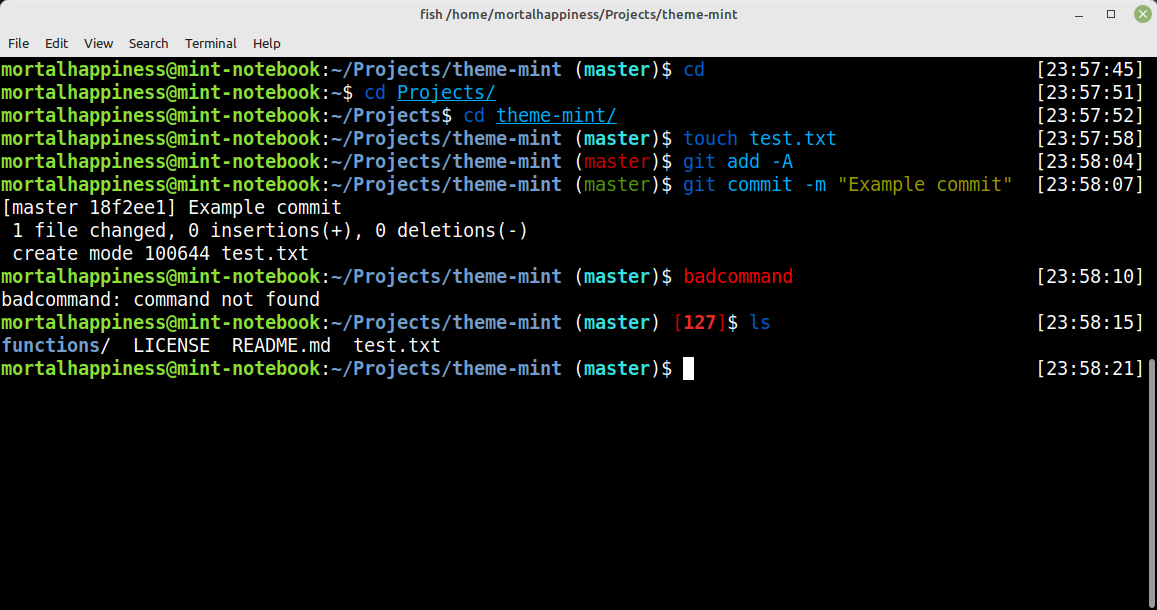 fish /home/mortalhappiness/Projects/theme-mint
File Edit View Search Terminal Help
mortalhappiness@mint-notebook:~/Projects/theme-mint (master)$ cd [23:57:45]
mortalhappiness@mint-notebook:~$ cd Projects/ [23:57:51]
mortalhappiness@mint-notebook:~/Projects$ cd theme-mint/ [23:57:52]
mortalhappiness@mint-notebook:~/Projects/theme-mint (master)$ touch test.txt [23:57:58]
mortalhappiness@mint-notebook:~/Projects/theme-mint (master)$ git add -A [23:58:04]
mortalhappiness@mint-notebook:~/Projects/theme-mint (master)$ git commit -m "Example commit" [23:58:07]
[master 18f2ee1] Example commit
 1 file changed, 0 insertions(+), 0 deletions(-)
 create mode 100644 test.txt
mortalhappiness@mint-notebook:~/Projects/theme-mint (master)$ badcommand [23:58:10]
badcommand: command not found
mortalhappiness@mint-notebook:~/Projects/theme-mint (master) [127]$ ls [23:58:15]
functions/  LICENSE  README.md  test.txt
mortalhappiness@mint-notebook:~/Projects/theme-mint (master)$ [23:58:21]